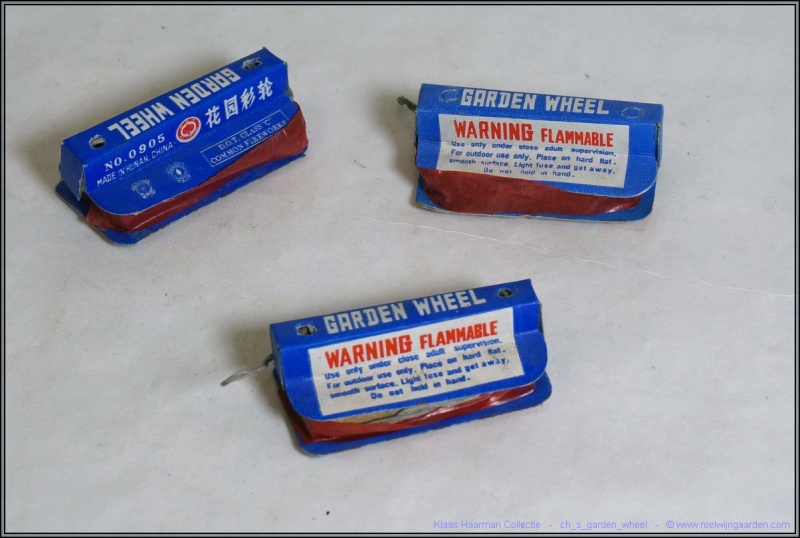 GARDEN WHEEL
花园彩轮
NO.0905
MADE IN HUNAN, CHINA
D.O.T CLASS C
COMMON FIREWORKS
GARDEN WHEEL
WARNING FLAMMABLE
Use only under close adult supervision.
For outdoor use only. Place on hard flat.
smooth surface. Light fuse and get away.
Do not hold in hand.
GARDEN WHEEL
WARNING FLAMMABLE
Use only under close adult supervision.
For outdoor use only. Place on hard flat.
smooth surface. Light fuse and get away.
Do not hold in hand.
Klaas Haarman Collectie - ch_s_garden_wheel - © www.roelwijngaarden.com